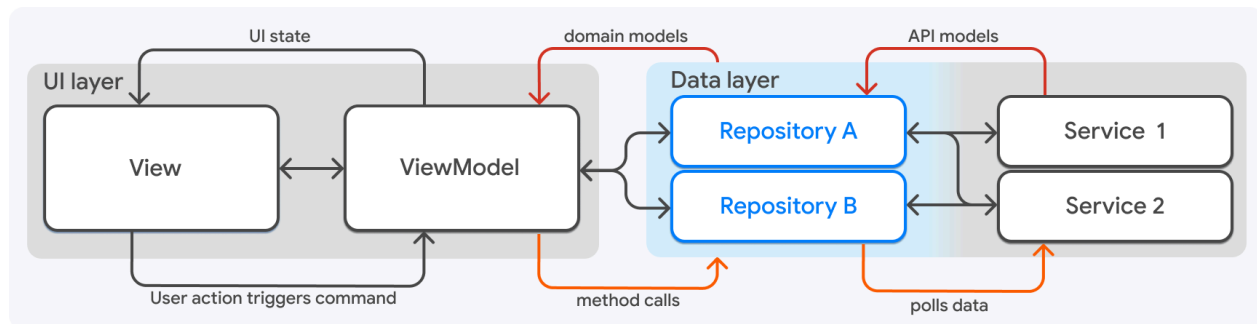 UI state
domain models
API models
UI layer
Data layer
View
ViewModel
Repository A
Service 1
Repository B
Service 2
User action triggers command
method calls
polls data